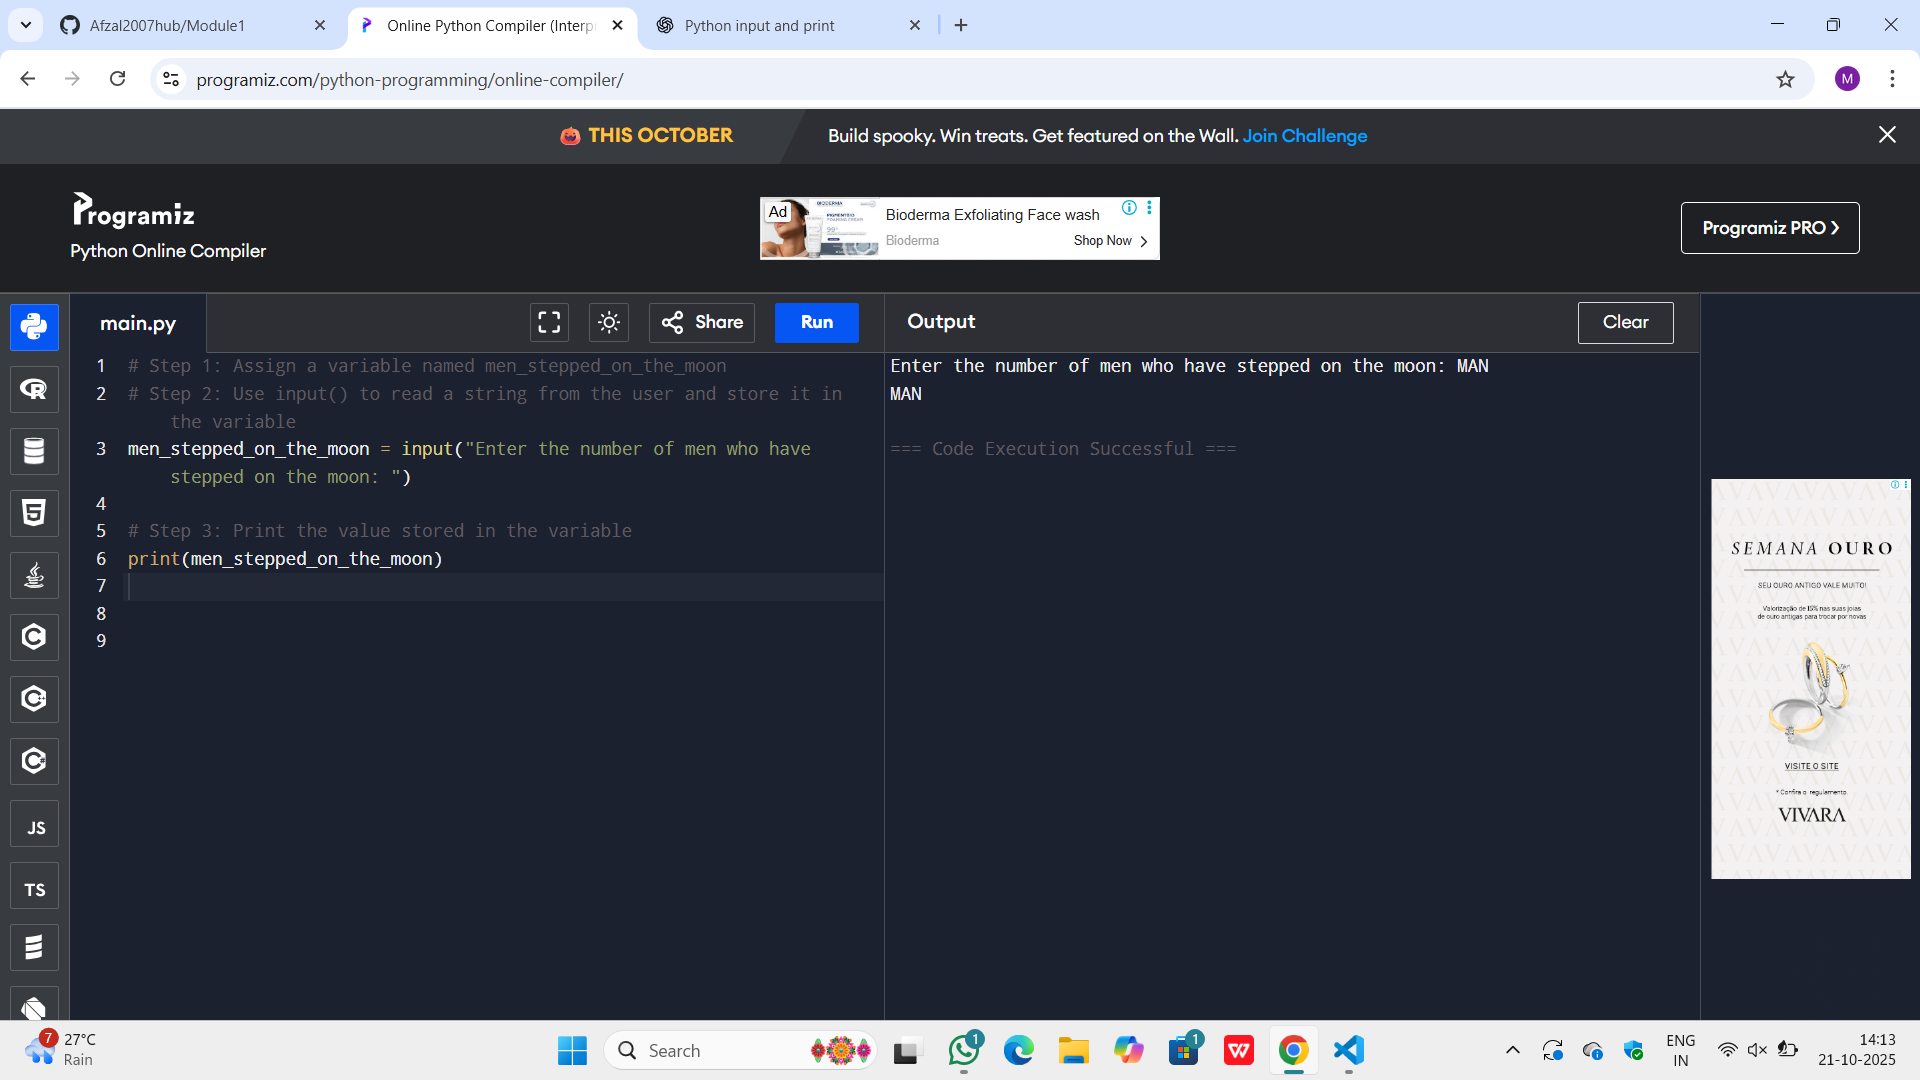 Afzal2007hub/Module1
Online Python Compiler (Interp
Python input and print
programiz.com/python-programming/online-compiler/
M
THIS OCTOBER
Build spooky. Win treats. Get featured on the Wall. Join Challenge
Programiz
Python Online Compiler
Ad
BIODERMA
Bioderma Exfoliating Face wash
Bioderma
Shop Now
Programiz PRO
main.py
Share
Run
Output
Clear
1 # Step 1: Assign a variable named men_stepped_on_the_moon
2 # Step 2: Use input() to read a string from the user and store it in
the variable
3 men_stepped_on_the_moon = input("Enter the number of men who have
stepped on the moon: ")
4
5 # Step 3: Print the value stored in the variable
6 print(men_stepped_on_the_moon)
7
8
9
Enter the number of men who have stepped on the moon: MAN
MAN
=== Code Execution Successful ===
JS
TS
SEMANA OURO
SEU OURO ANTIGO VALE MUITO!
Valorização de 15% nas suas joias
de ouro antigas para trocar por novas
VISITE O SITE
* Confira o regulamento.
VIVARA
7
27°C
Rain
Search
1
1
ENG
IN
14:13
21-10-2025